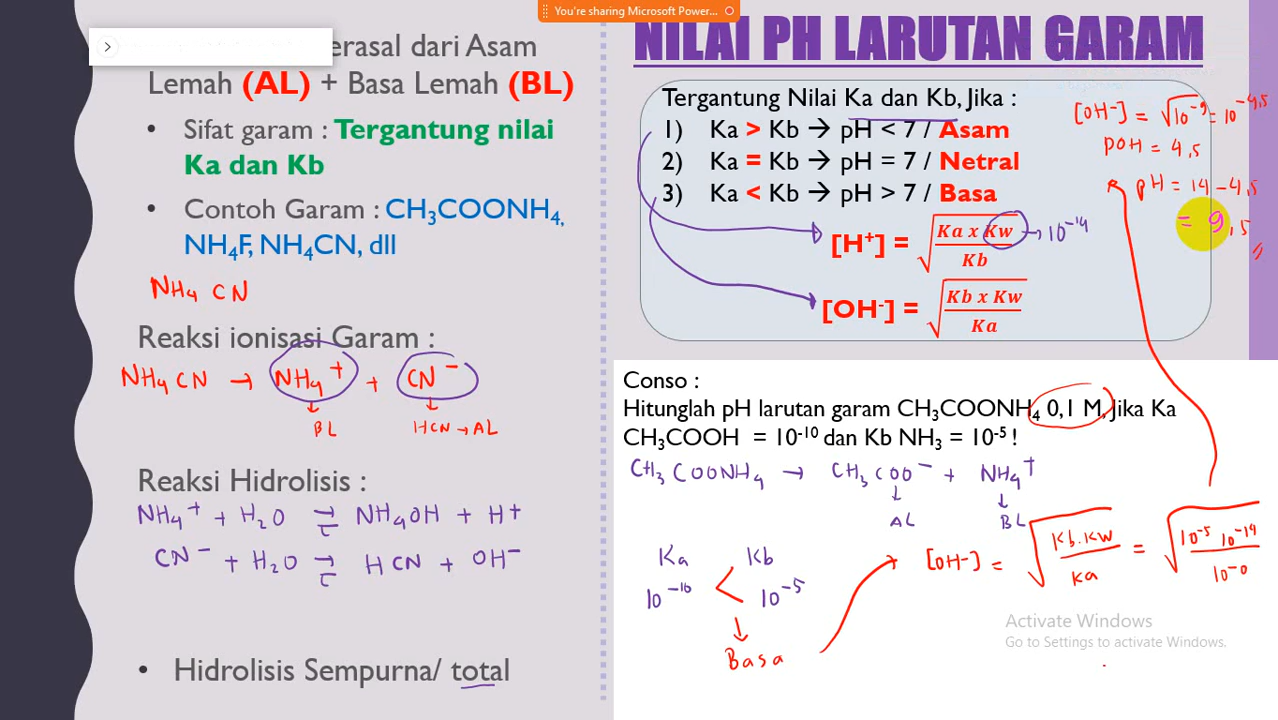 You're sharing Microsoft Power...
erasal dari Asam
Lemah (AL) + Basa Lemah (BL)
• Sifat garam : Tergantung nilai
Ka dan Kb
• Contoh Garam : CH₃COONH₄,
NH₄F, NH₄CN, dll
NH₄ CN
Reaksi ionisasi Garam :
NH₄ CN → NH₄⁺ + CN⁻
BL HCN → AL
Reaksi Hidrolisis :
NH₄⁺ + H₂O ⇌ NH₄OH + H⁺
CN⁻ + H₂O ⇌ HCN + OH⁻
• Hidrolisis Sempurna/ total
NILAI PH LARUTAN GARAM
Tergantung Nilai Ka dan Kb, Jika :
1) Ka > Kb → pH < 7 / Asam
2) Ka = Kb → pH = 7 / Netral
3) Ka < Kb → pH > 7 / Basa
[H⁺] = √(Ka x Kw / Kb) → 10⁻¹⁴
[OH⁻] = √(Kb x Kw / Ka)
[OH⁻] = √10⁻⁹ = 10⁻⁴,⁵
pOH = 4,5
pH = 14 - 4,5
= 9,5 //
Conso :
Hitunglah pH larutan garam CH₃COONH₄ 0,1 M, Jika Ka
CH₃COOH = 10⁻¹⁰ dan Kb NH₃ = 10⁻⁵ !
CH₃COONH₄ → CH₃COO⁻ + NH₄⁺
AL BL
Ka Kb
10⁻¹⁰ < 10⁻⁵
Basa
[OH⁻] = √(Kb.Kw / Ka) = √(10⁻⁵ 10⁻¹⁴ / 10⁻⁰)
Activate Windows
Go to Settings to activate Windows.